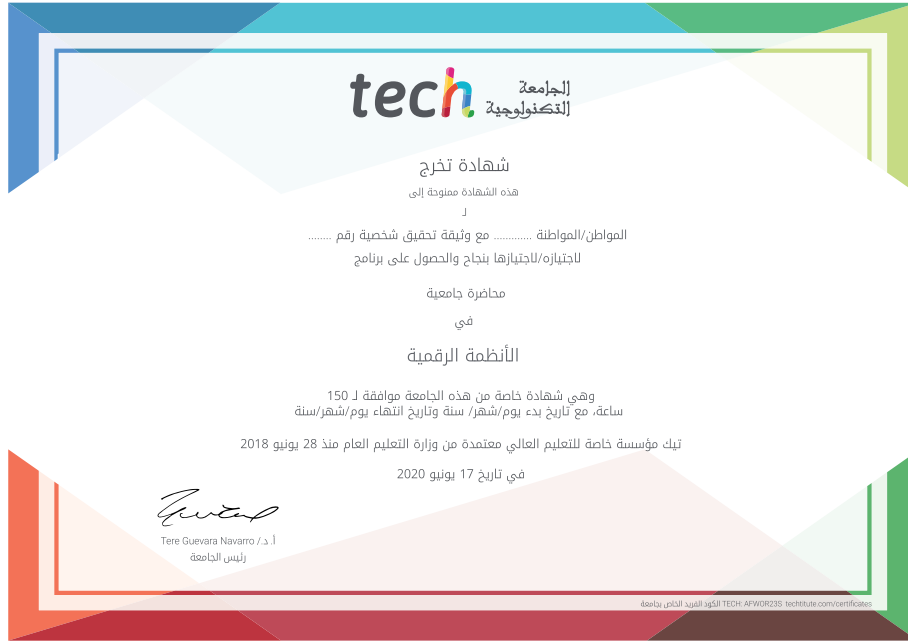 tech الجامعة
التكنولوجية
شهادة تخرج
هذه الشهادة ممنوحة إلى
لـ
المواطن/المواطنة ............. مع وثيقة تحقيق شخصية رقم ........
لاجتيازه/لاجتيازها بنجاح والحصول على برنامج
محاضرة جامعية
في
الأنظمة الرقمية
وهي شهادة خاصة من هذه الجامعة موافقة لـ 150
ساعة، مع تاريخ بدء يوم/شهر/ سنة وتاريخ انتهاء يوم/شهر/سنة
تيك مؤسسة خاصة للتعليم العالي معتمدة من وزارة التعليم العام منذ 28 يونيو 2018
في تاريخ 17 يونيو 2020
أ. د./ Tere Guevara Navarro
رئيس الجامعة
الكود الفريد الخاص بجامعة TECH: AFWOR23S techtitute.com/certificates